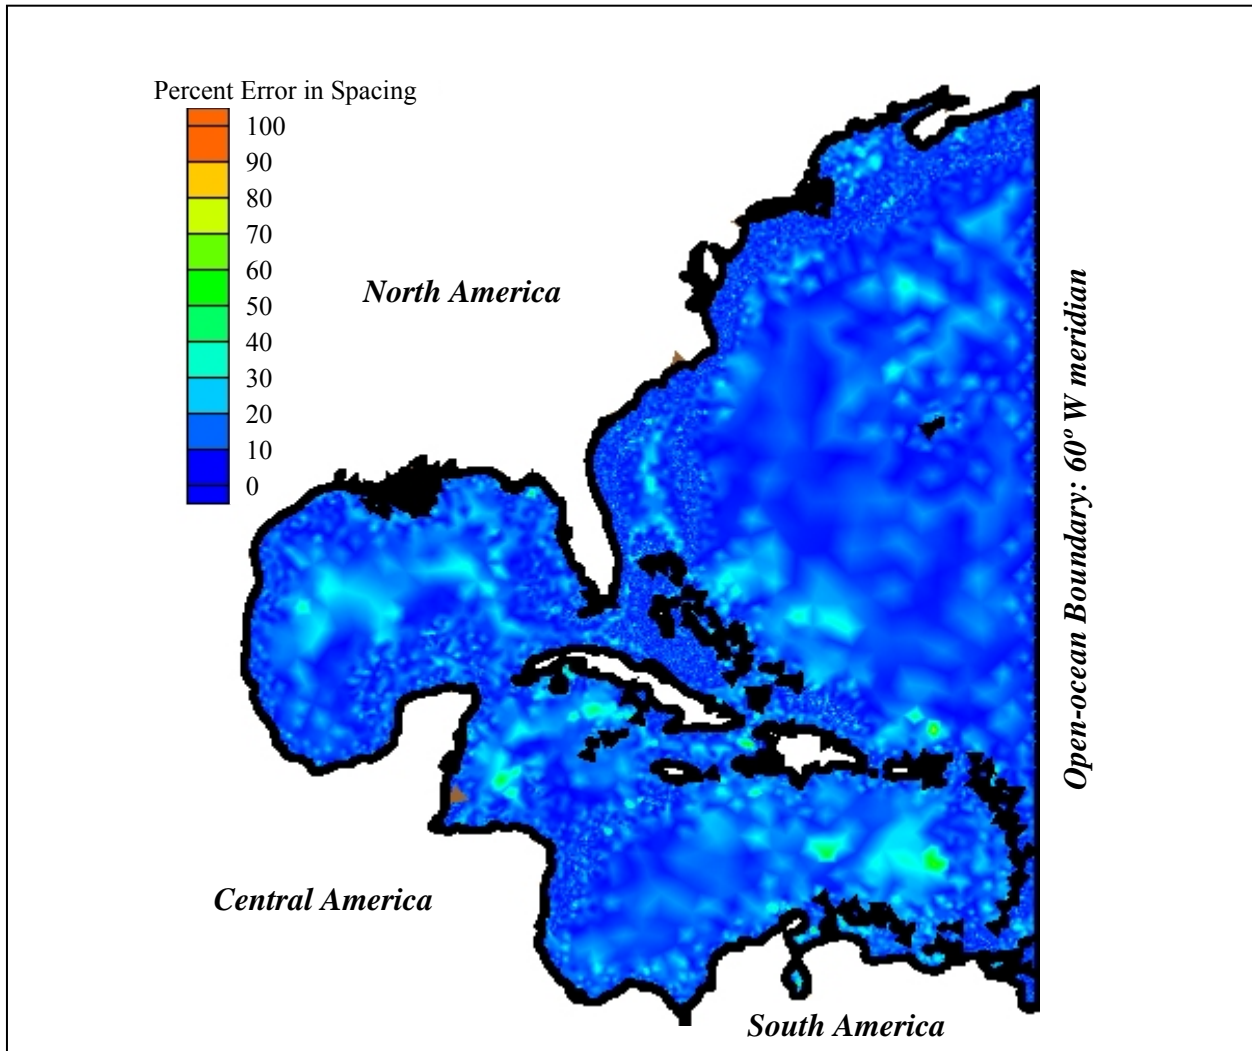 Percent Error in Spacing
100
90
80
70
60
50
40
30
20
10
0
North America
Open-ocean Boundary: 60º W meridian
Central America
South America